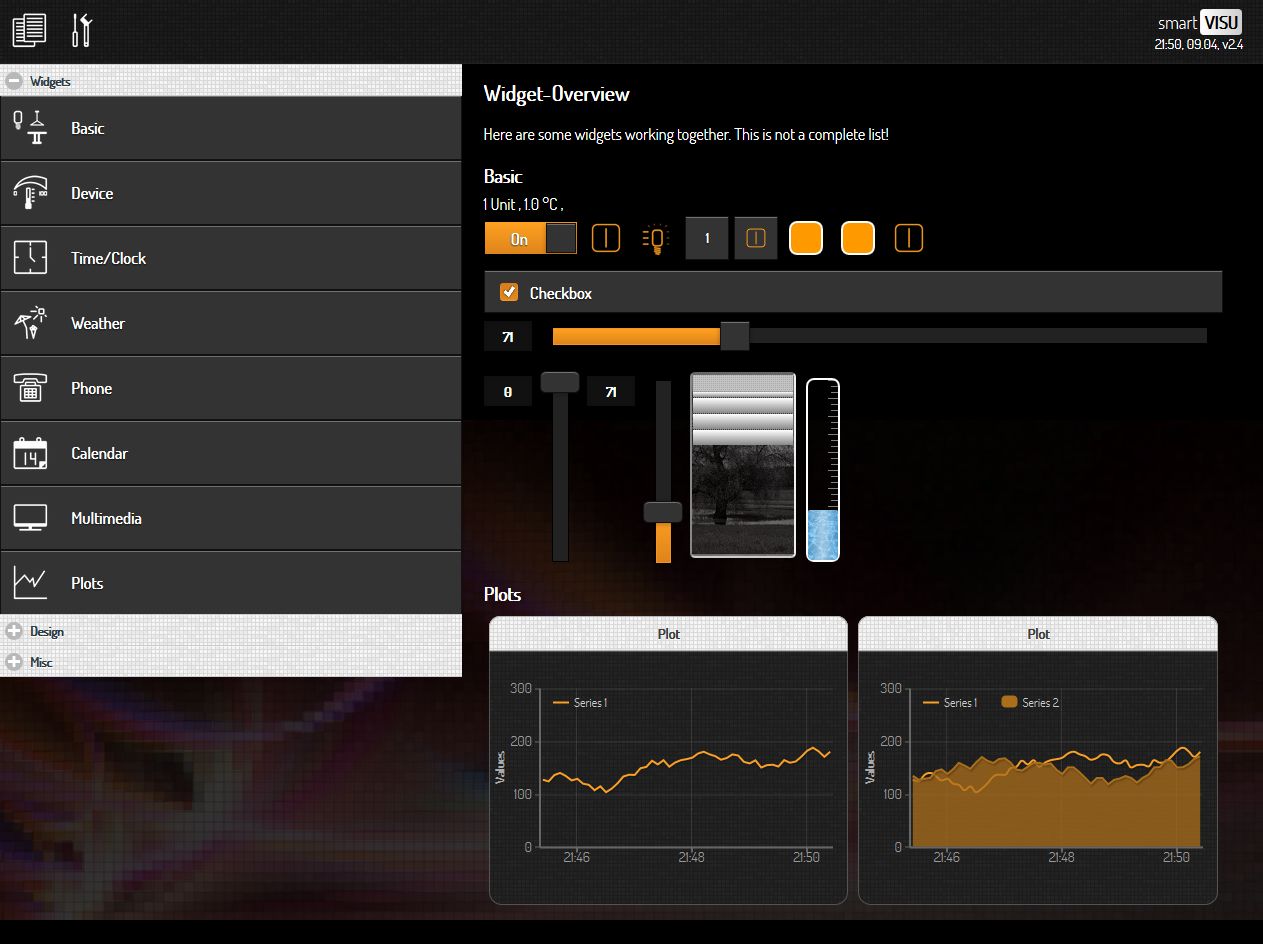 smart VISU
21:50, 09.04, v2.4
Widgets
Basic
Device
Time/Clock
Weather
Phone
14
Calendar
Multimedia
Plots
Design
Misc
Widget-Overview
Here are some widgets working together. This is not a complete list!
Basic
1 Unit , 1.0 °C ,
On
1
Checkbox
71
0
71
Plots
Plot
300
200
100
0
Values
Series 1
21:46
21:48
21:50
Plot
300
200
100
0
Values
Series 1
Series 2
21:46
21:48
21:50